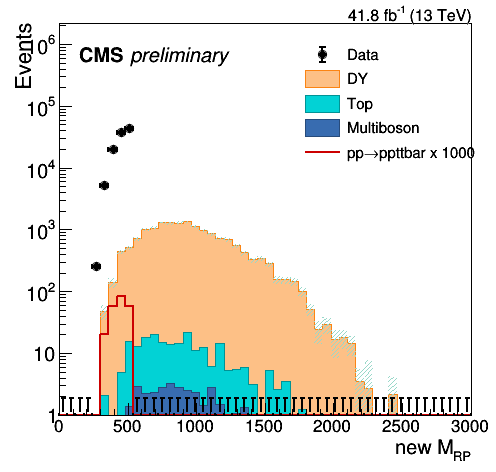 41.8 fb⁻¹ (13 TeV)
Events
CMS preliminary
Data
DY
Top
Multiboson
pp→ppttbar x 1000
10⁶
10⁵
10⁴
10³
10²
10
1
0 500 1000 1500 2000 2500 3000
new M_RP